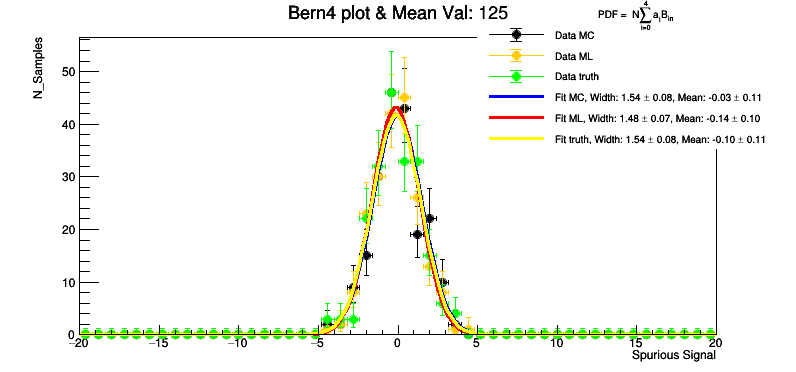 Bern4 plot & Mean Val: 125
PDF = N∑ aᵢBᵢₙ
4
i=0
Data MC
Data ML
Data truth
Fit MC, Width: 1.54 ± 0.08, Mean: -0.03 ± 0.11
Fit ML, Width: 1.48 ± 0.07, Mean: -0.14 ± 0.10
Fit truth, Width: 1.54 ± 0.08, Mean: -0.10 ± 0.11
N_Samples
50
40
30
20
10
0
−20 −15 −10 −5 0 5 10 15 20
Spurious Signal